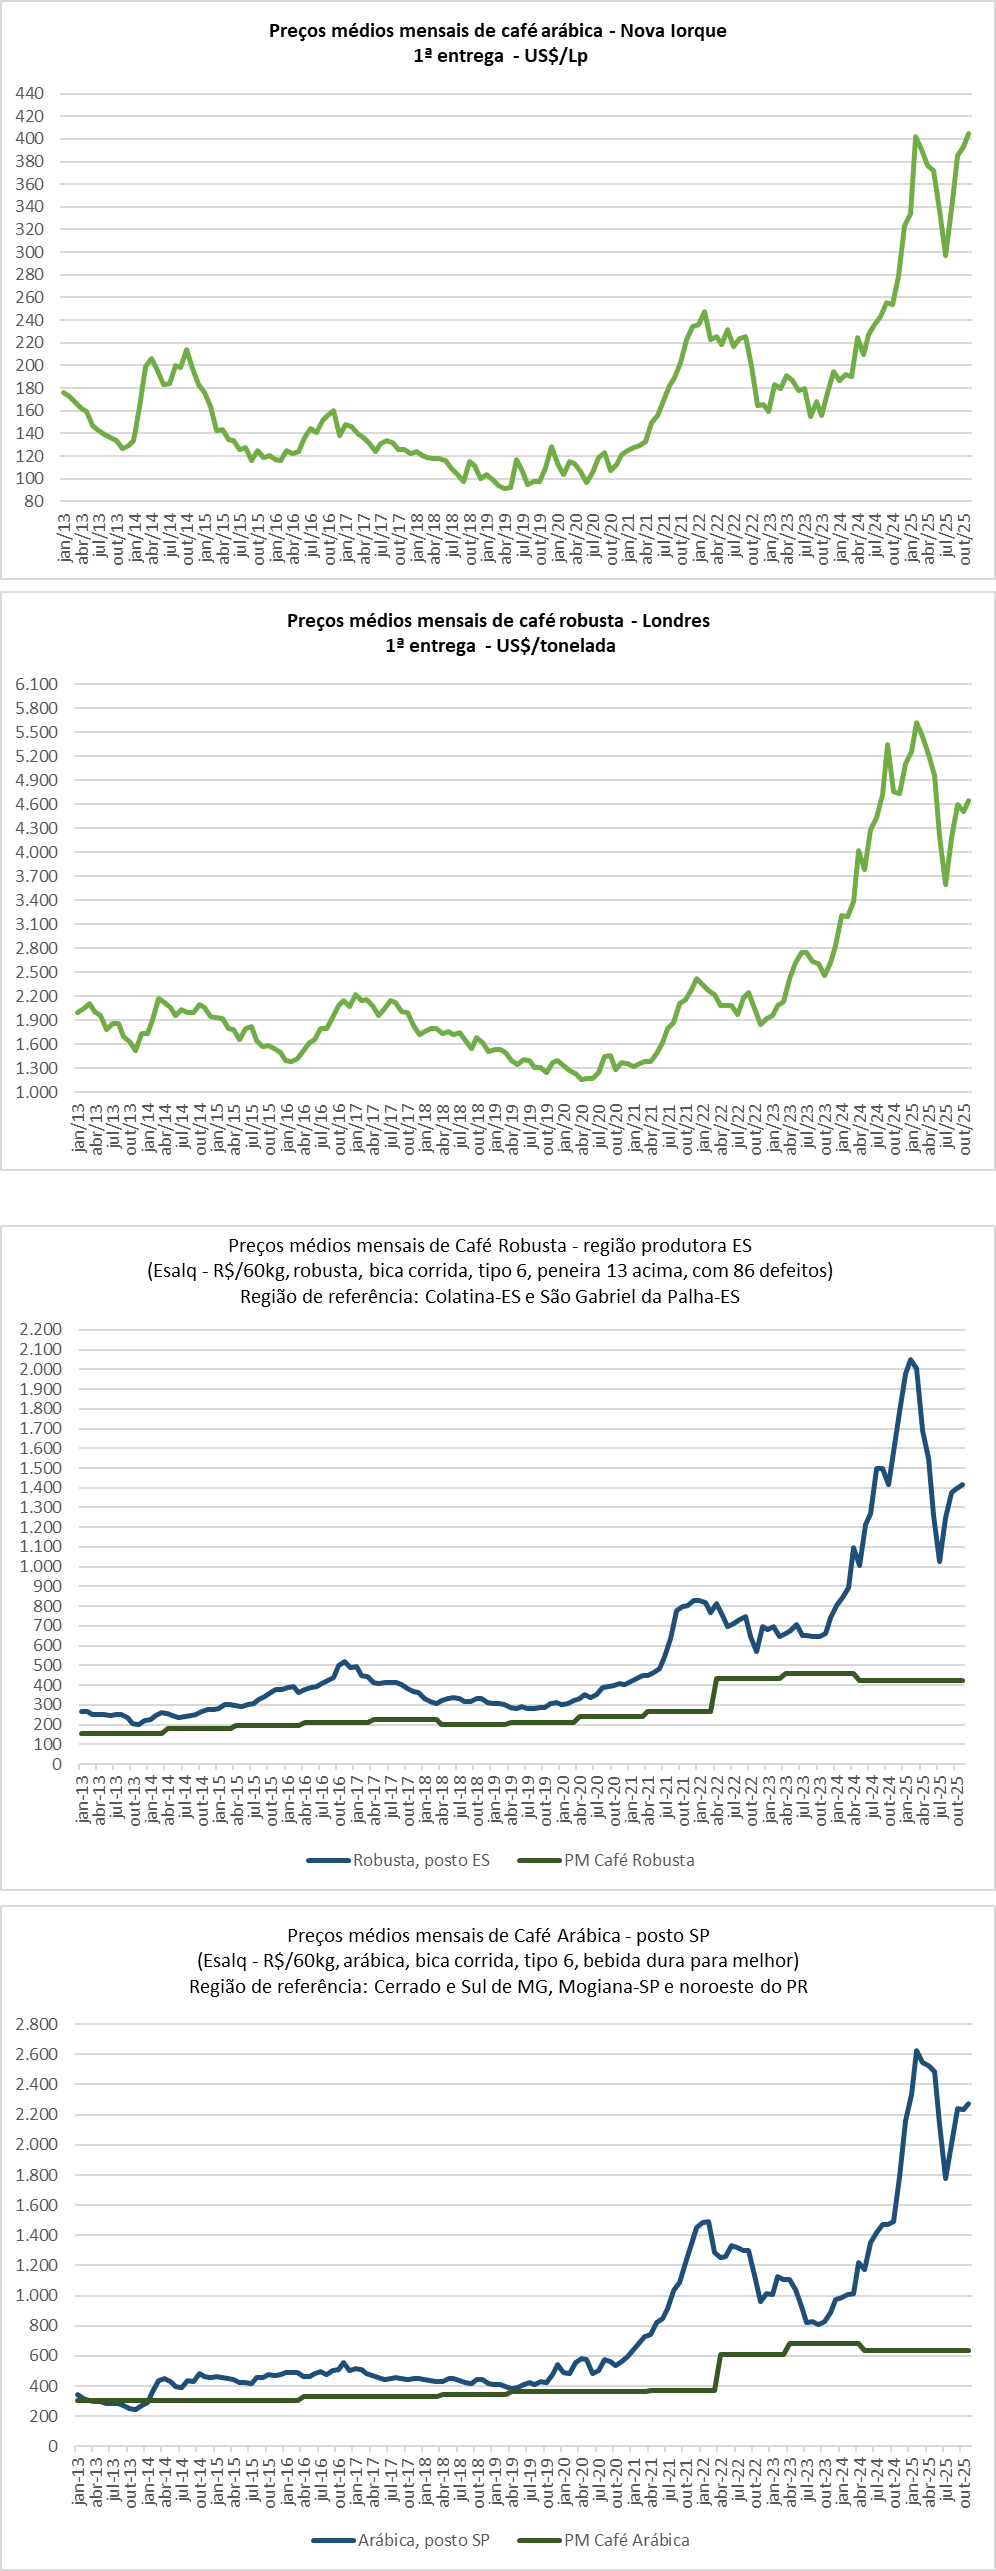 Preços médios mensais de café arábica - Nova Iorque
1ª entrega - US$/Lp
440
420
400
380
360
340
320
300
280
260
240
220
200
180
160
140
120
100
80
jan/13
abr/13
jul/13
out/13
jan/14
abr/14
jul/14
out/14
jan/15
abr/15
jul/15
out/15
jan/16
abr/16
jul/16
out/16
jan/17
abr/17
jul/17
out/17
jan/18
abr/18
jul/18
out/18
jan/19
abr/19
jul/19
out/19
jan/20
abr/20
jul/20
out/20
jan/21
abr/21
jul/21
out/21
jan/22
abr/22
jul/22
out/22
jan/23
abr/23
jul/23
out/23
jan/24
abr/24
jul/24
out/24
jan/25
abr/25
jul/25
out/25
Preços médios mensais de café robusta - Londres
1ª entrega - US$/tonelada
6.100
5.800
5.500
5.200
4.900
4.600
4.300
4.000
3.700
3.400
3.100
2.800
2.500
2.200
1.900
1.600
1.300
1.000
jan/13
abr/13
jul/13
out/13
jan/14
abr/14
jul/14
out/14
jan/15
abr/15
jul/15
out/15
jan/16
abr/16
jul/16
out/16
jan/17
abr/17
jul/17
out/17
jan/18
abr/18
jul/18
out/18
jan/19
abr/19
jul/19
out/19
jan/20
abr/20
jul/20
out/20
jan/21
abr/21
jul/21
out/21
jan/22
abr/22
jul/22
out/22
jan/23
abr/23
jul/23
out/23
jan/24
abr/24
jul/24
out/24
jan/25
abr/25
jul/25
out/25
Preços médios mensais de Café Robusta - região produtora ES
(Esalq - R$/60kg, robusta, bica corrida, tipo 6, peneira 13 acima, com 86 defeitos)
Região de referência: Colatina-ES e São Gabriel da Palha-ES
2.200
2.100
2.000
1.900
1.800
1.700
1.600
1.500
1.400
1.300
1.200
1.100
1.000
900
800
700
600
500
400
300
200
100
0
jan-13
abr-13
jul-13
out-13
jan-14
abr-14
jul-14
out-14
jan-15
abr-15
jul-15
out-15
jan-16
abr-16
jul-16
out-16
jan-17
abr-17
jul-17
out-17
jan-18
abr-18
jul-18
out-18
jan-19
abr-19
jul-19
out-19
jan-20
abr-20
jul-20
out-20
jan-21
abr-21
jul-21
out-21
jan-22
abr-22
jul-22
out-22
jan-23
abr-23
jul-23
out-23
jan-24
abr-24
jul-24
out-24
jan-25
abr-25
jul-25
out-25
Robusta, posto ES PM Café Robusta
Preços médios mensais de Café Arábica - posto SP
(Esalq - R$/60kg, arábica, bica corrida, tipo 6, bebida dura para melhor)
Região de referência: Cerrado e Sul de MG, Mogiana-SP e noroeste do PR
2.800
2.600
2.400
2.200
2.000
1.800
1.600
1.400
1.200
1.000
800
600
400
200
0
jan-13
abr-13
jul-13
out-13
jan-14
abr-14
jul-14
out-14
jan-15
abr-15
jul-15
out-15
jan-16
abr-16
jul-16
out-16
jan-17
abr-17
jul-17
out-17
jan-18
abr-18
jul-18
out-18
jan-19
abr-19
jul-19
out-19
jan-20
abr-20
jul-20
out-20
jan-21
abr-21
jul-21
out-21
jan-22
abr-22
jul-22
out-22
jan-23
abr-23
jul-23
out-23
jan-24
abr-24
jul-24
out-24
jan-25
abr-25
jul-25
out-25
Arábica, posto SP PM Café Arábica